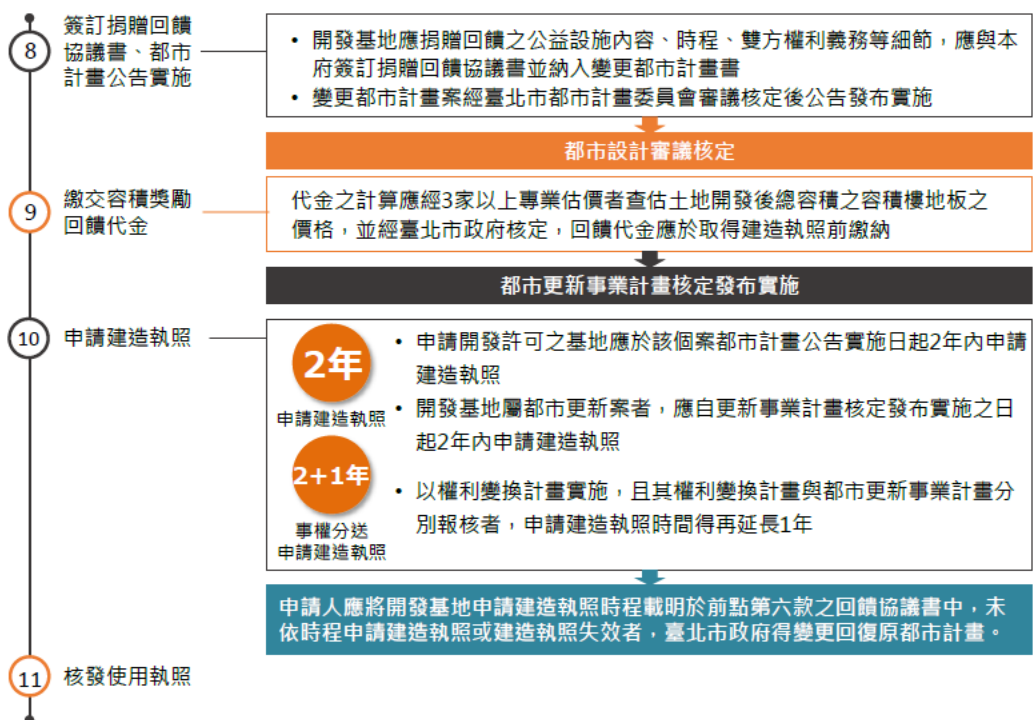 8
簽訂捐贈回饋
協議書、都市
計畫公告實施
• 開發基地應捐贈回饋之公益設施內容、時程、雙方權利義務等細節，應與本
府簽訂捐贈回饋協議書並納入變更都市計畫書
• 變更都市計畫案經臺北市都市計畫委員會審議核定後公告發布實施
都市設計審議核定
9
繳交容積獎勵
回饋代金
代金之計算應經3家以上專業估價者查估土地開發後總容積之容積樓地板之
價格，並經臺北市政府核定，回饋代金應於取得建造執照前繳納
都市更新事業計畫核定發布實施
10
申請建造執照
2年
申請建造執照
• 申請開發許可之基地應於該個案都市計畫公告實施日起2年內申請
建造執照
• 開發基地屬都市更新案者，應自更新事業計畫核定發布實施之日
起2年內申請建造執照
2+1年
事權分送
申請建造執照
• 以權利變換計畫實施，且其權利變換計畫與都市更新事業計畫分
別報核者，申請建造執照時間得再延長1年
申請人應將開發基地申請建造執照時程載明於前點第六款之回饋協議書中，未
依時程申請建造執照或建造執照失效者，臺北市政府得變更回復原都市計畫。
11
核發使用執照